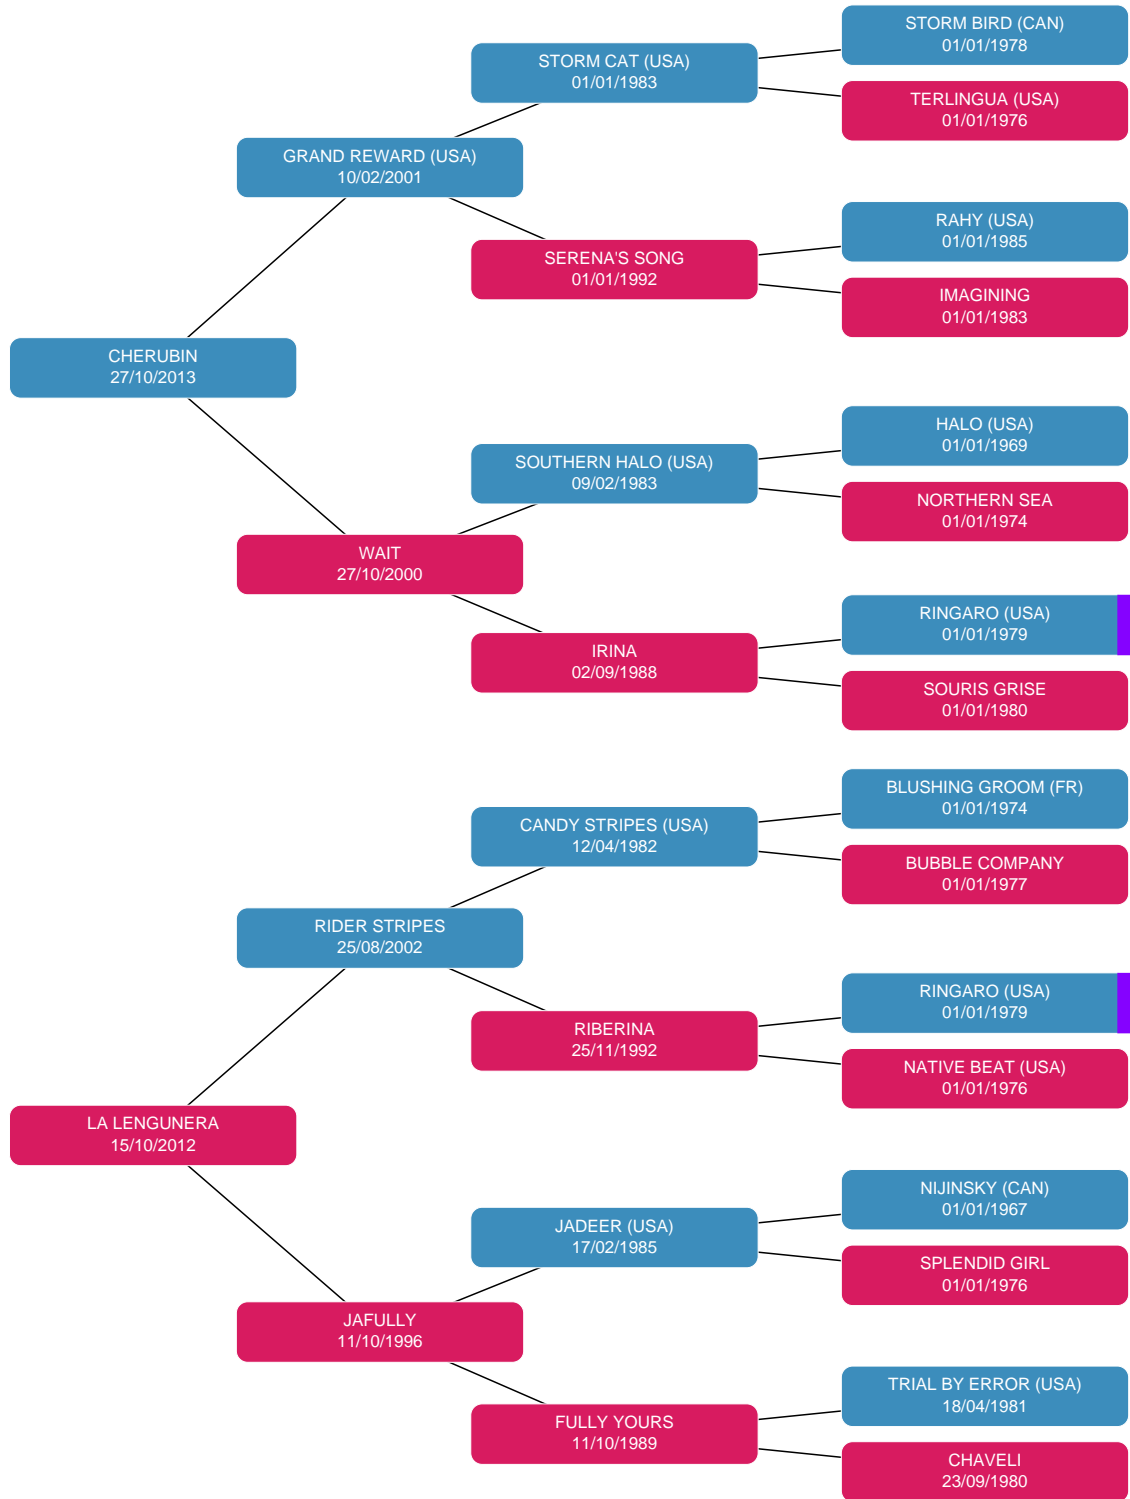 STORM BIRD (CAN)
01/01/1978
STORM CAT (USA)
01/01/1983
TERLINGUA (USA)
01/01/1976
GRAND REWARD (USA)
10/02/2001
RAHY (USA)
01/01/1985
SERENA'S SONG
01/01/1992
IMAGINING
01/01/1983
CHERUBIN
27/10/2013
HALO (USA)
01/01/1969
SOUTHERN HALO (USA)
09/02/1983
NORTHERN SEA
01/01/1974
WAIT
27/10/2000
RINGARO (USA)
01/01/1979
IRINA
02/09/1988
SOURIS GRISE
01/01/1980
BLUSHING GROOM (FR)
01/01/1974
CANDY STRIPES (USA)
12/04/1982
BUBBLE COMPANY
01/01/1977
RIDER STRIPES
25/08/2002
RINGARO (USA)
01/01/1979
RIBERINA
25/11/1992
NATIVE BEAT (USA)
01/01/1976
LA LENGUNERA
15/10/2012
NIJINSKY (CAN)
01/01/1967
JADEER (USA)
17/02/1985
SPLENDID GIRL
01/01/1976
JAFULLY
11/10/1996
TRIAL BY ERROR (USA)
18/04/1981
FULLY YOURS
11/10/1989
CHAVELI
23/09/1980